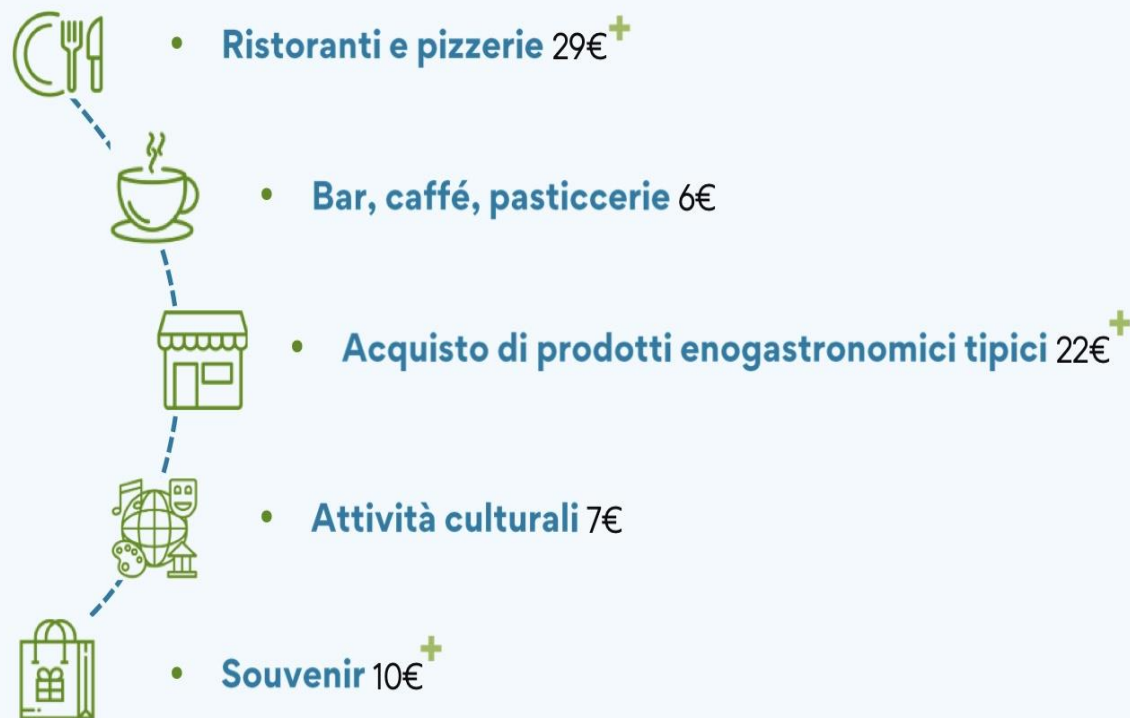 • Ristoranti e pizzerie 29€+
• Bar, caffé, pasticcerie 6€
• Acquisto di prodotti enogastronomici tipici 22€+
• Attività culturali 7€
• Souvenir 10€+